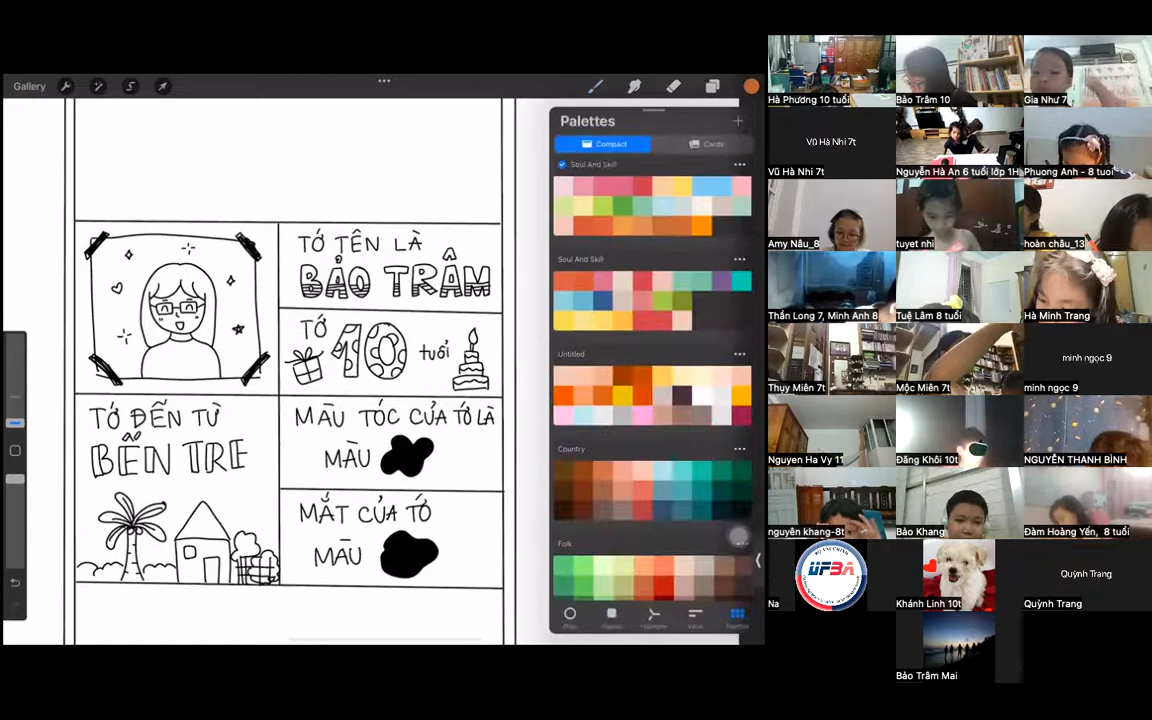 Gallery
TỚ TÊN LÀ
BẢO TRÂM
TỚ
10 tuổi
TỚ ĐẾN TỪ
BẾN TRE
MÀU TÓC CỦA TỚ LÀ
MÀU
MẮT CỦA TỚ
MÀU
Palettes
Compact
Cards
Soul And Skill
Soul And Skill
Untitled
Country
Folk
Hà Phương 10 tuổi
Bảo Trâm 10
Gia Như 7
Vũ Hà Nhi 7t
Vũ Hà Nhi 7t
Nguyễn Hà An 6 tuổi lớp 1H
Phuong Anh - 8 tuoi
Amy Nâu_8
tuyet nhi
hoàn châu_13
Thần Long 7, Minh Anh 8
Tuệ Lâm 8 tuổi
Hà Minh Trang
Thuy Miên 7t
Mộc Miên 7t
minh ngọc 9
minh ngọc 9
Nguyen Ha Vy 11
Đăng Khôi 10t
NGUYỄN THANH BÌNH
nguyên khang-8t
Bảo Khang
Đàm Hoàng Yến, 8 tuổi
UFBA
Na
Khánh Linh 10t
Quỳnh Trang
Quỳnh Trang
Bảo Trâm Mai